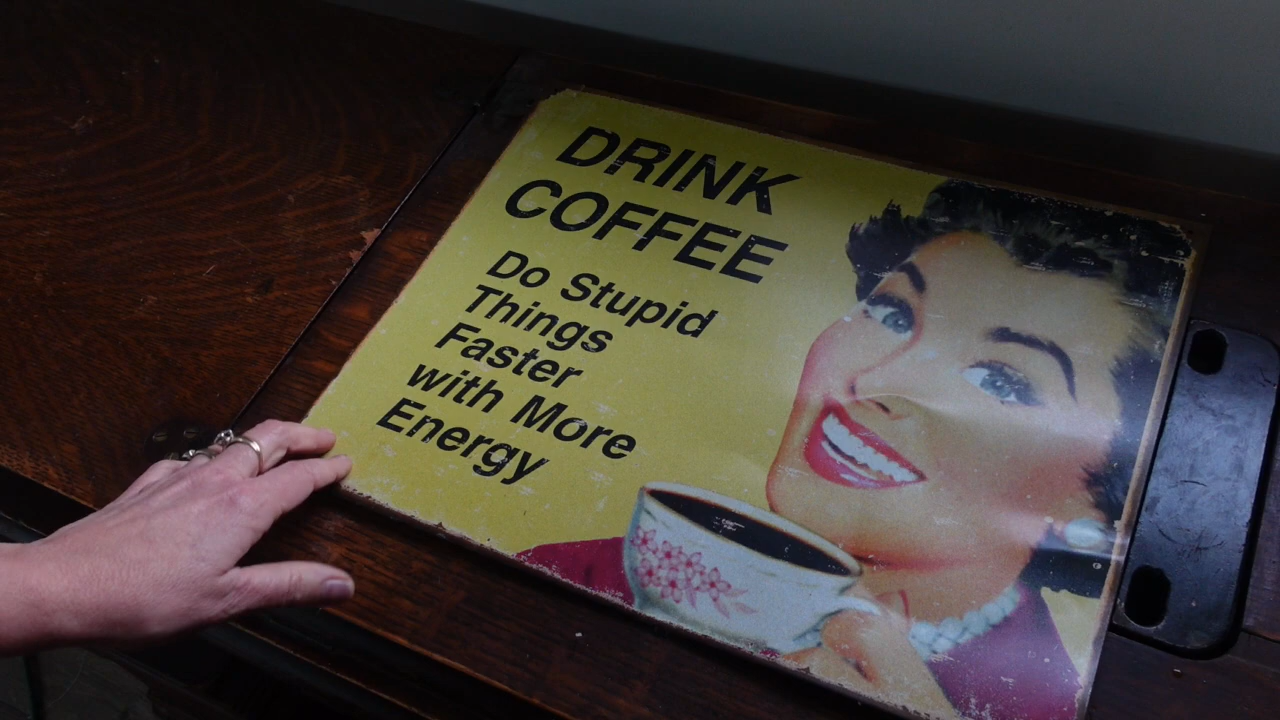 DRINK
COFFEE
Do Stupid
Things
Faster
with More
Energy